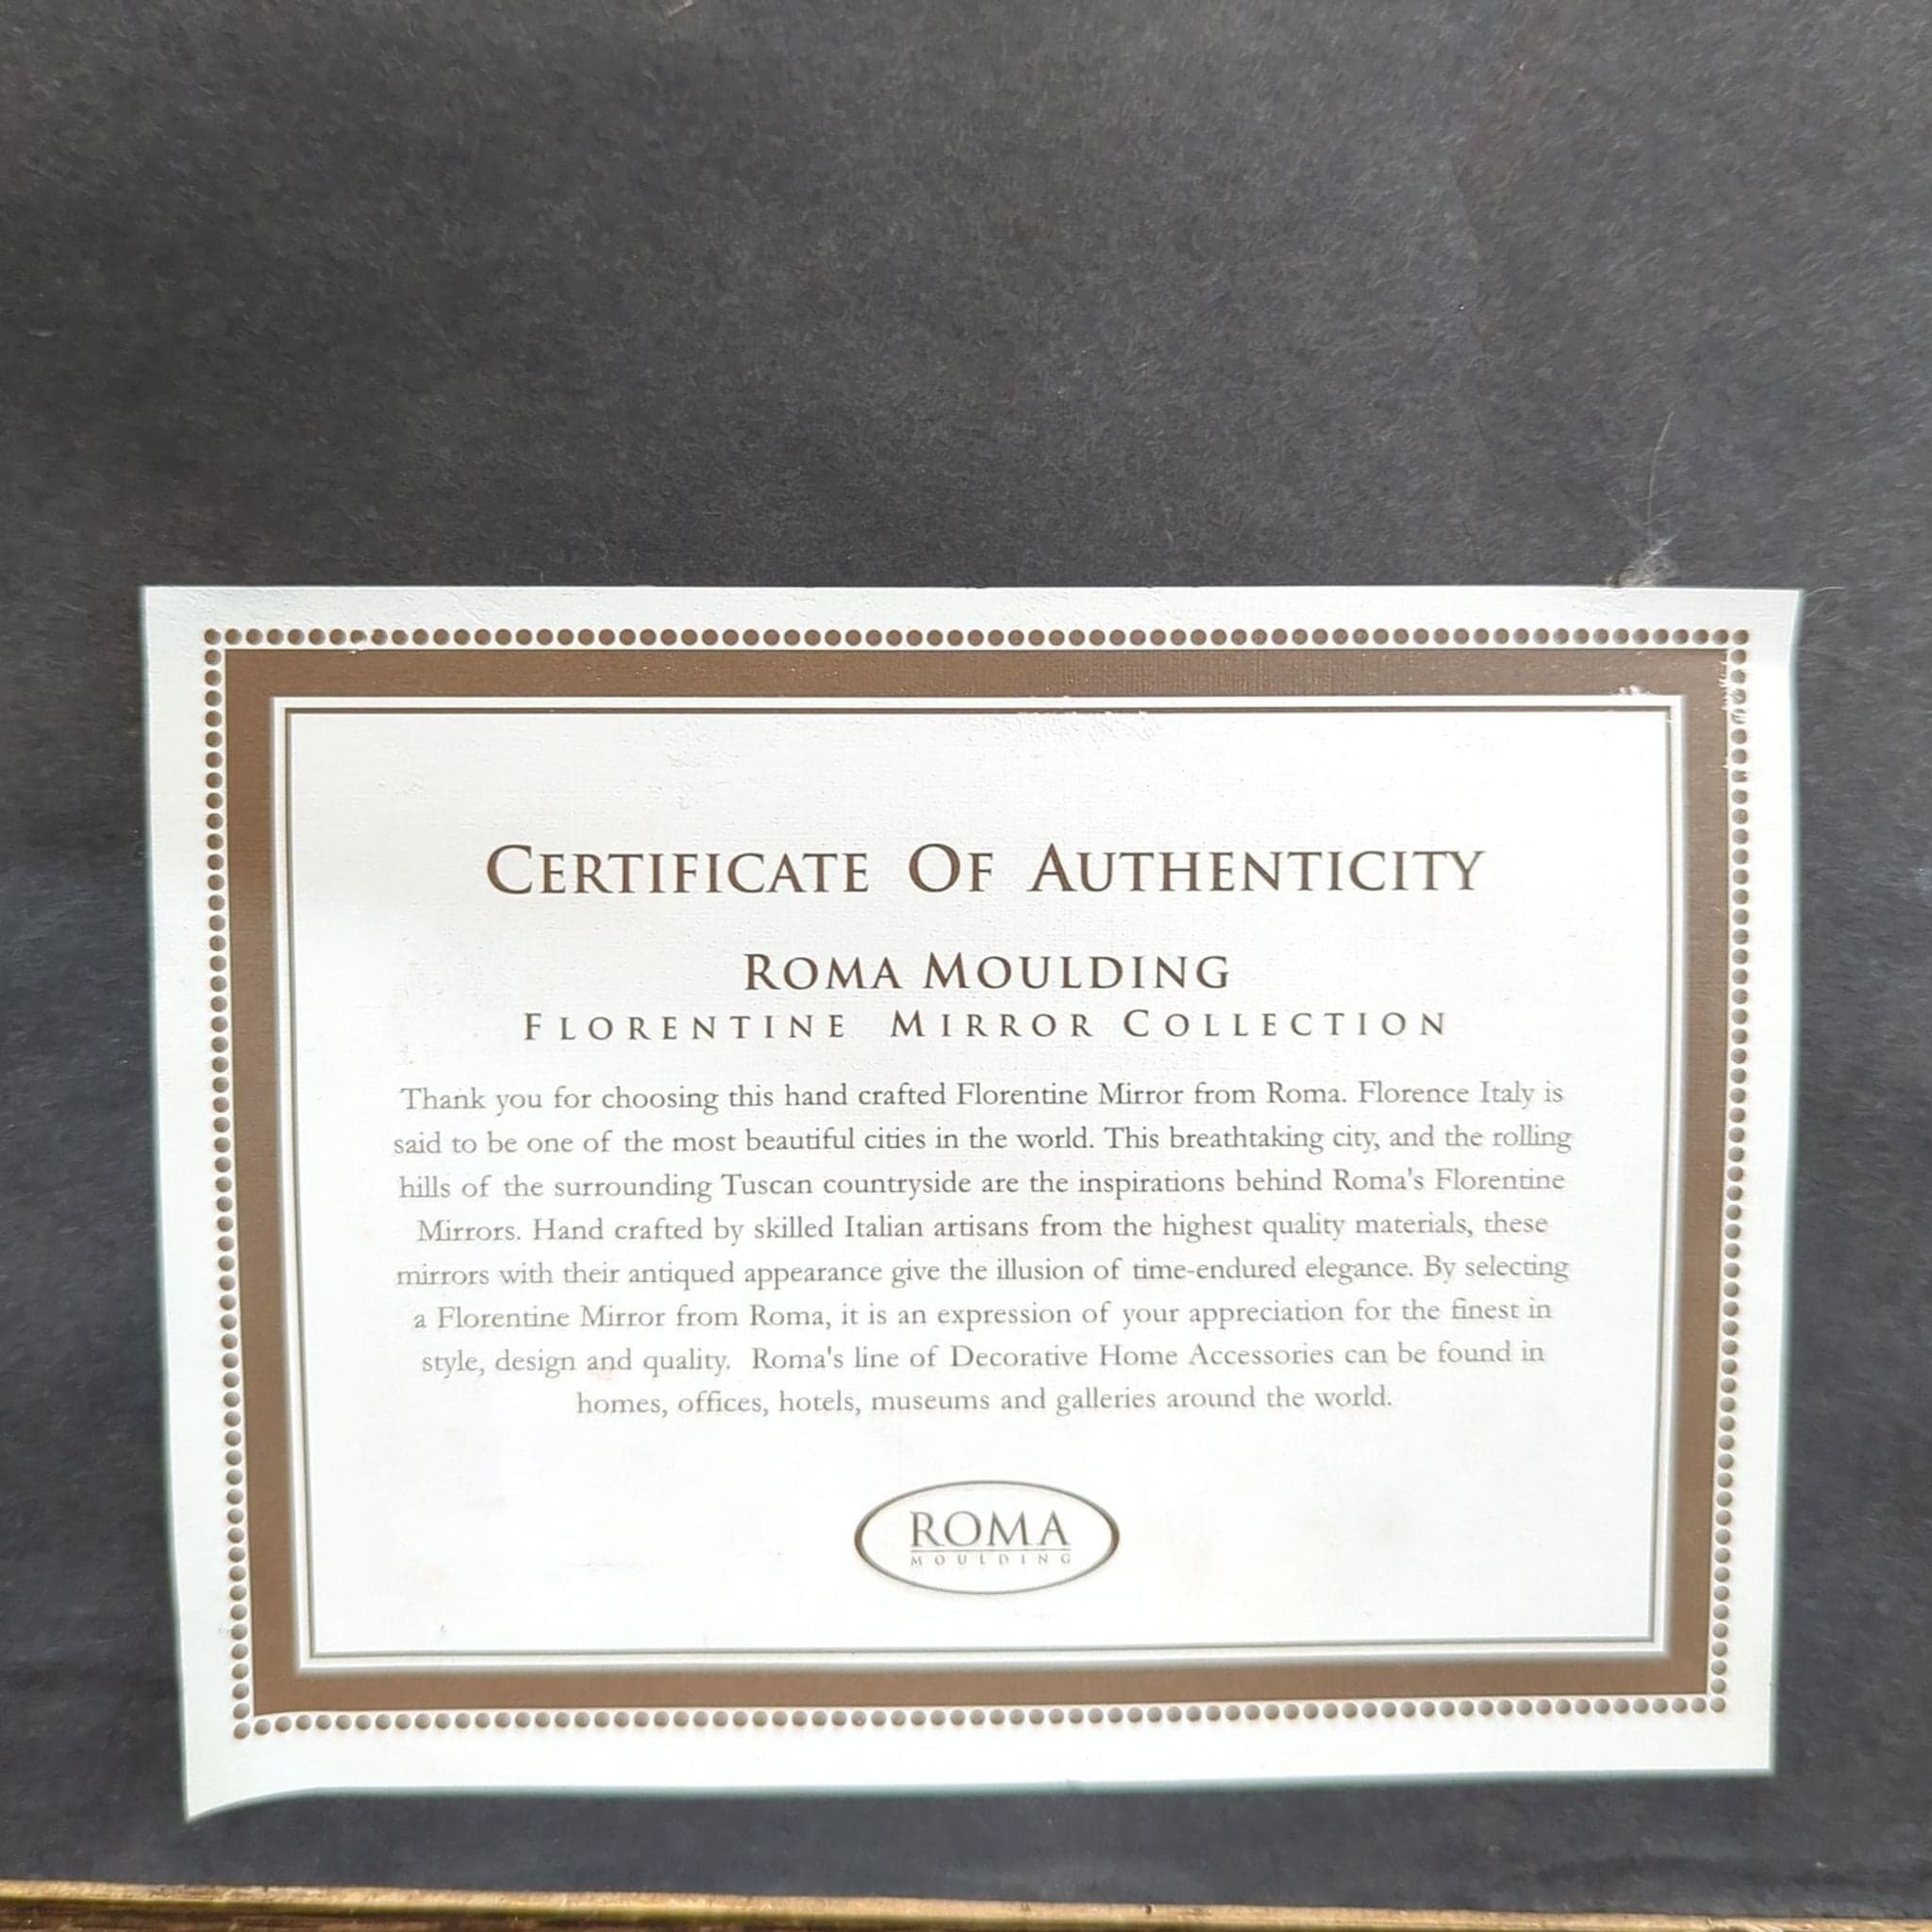 CERTIFICATE OF AUTHENTICITY
ROMA MOULDING
FLORENTINE MIRROR COLLECTION
Thank you for choosing this hand crafted Florentine Mirror from Roma. Florence Italy is
said to be one of the most beautiful cities in the world. This breathtaking city, and the rolling
hills of the surrounding Tuscan countryside are the inspirations behind Roma's Florentine
Mirrors. Hand crafted by skilled Italian artisans from the highest quality materials, these
mirrors with their antiqued appearance give the illusion of time-endured elegance. By selecting
a Florentine Mirror from Roma, it is an expression of your appreciation for the finest in
style, design and quality. Roma's line of Decorative Home Accessories can be found in
homes, offices, hotels, museums and galleries around the world.
ROMA
MOULDING